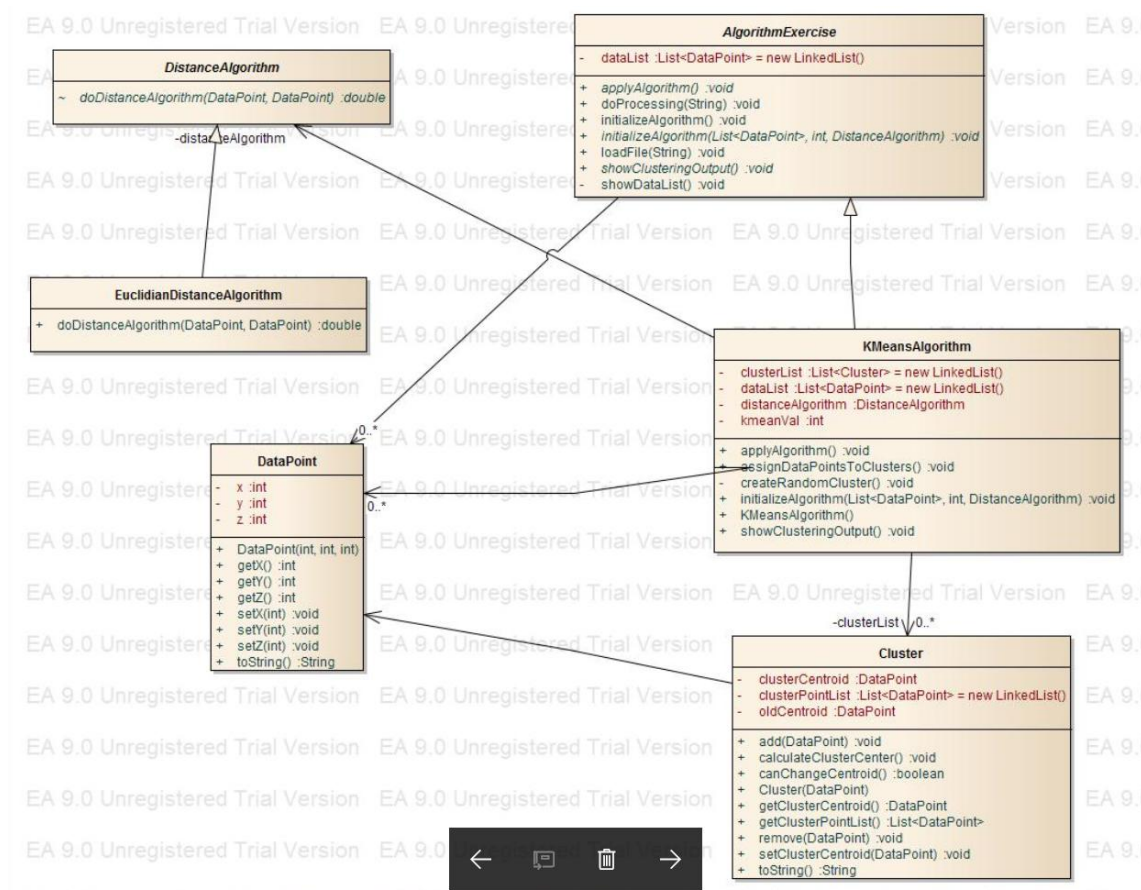 EA 9.0 Unregistered Trial Version
DistanceAlgorithm
~ doDistanceAlgorithm(DataPoint, DataPoint) :double
-distanceAlgorithm
AlgorithmExercise
- dataList :List<DataPoint> = new LinkedList()
+ applyAlgorithm() :void
+ doProcessing(String) :void
+ initializeAlgorithm() :void
+ initializeAlgorithm(List<DataPoint>, int, DistanceAlgorithm) :void
+ loadFile(String) :void
+ showClusteringOutput() :void
- showDataList() :void
EuclidianDistanceAlgorithm
+ doDistanceAlgorithm(DataPoint, DataPoint) :double
KMeansAlgorithm
- clusterList :List<Cluster> = new LinkedList()
- dataList :List<DataPoint> = new LinkedList()
- distanceAlgorithm :DistanceAlgorithm
- kmeanVal :int
+ applyAlgorithm() :void
+ assignDataPointsToClusters() :void
- createRandomCluster() :void
+ initializeAlgorithm(List<DataPoint>, int, DistanceAlgorithm) :void
+ KMeansAlgorithm()
+ showClusteringOutput() :void
0..*
DataPoint
- x :int
- y :int
- z :int
+ DataPoint(int, int, int)
+ getX() :int
+ getY() :int
+ getZ() :int
+ setX(int) :void
+ setY(int) :void
+ setZ(int) :void
+ toString() :String
0..*
-clusterList 0..*
Cluster
- clusterCentroid :DataPoint
- clusterPointList :List<DataPoint> = new LinkedList()
- oldCentroid :DataPoint
+ add(DataPoint) :void
+ calculateClusterCenter() :void
+ canChangeCentroid() :boolean
+ Cluster(DataPoint)
+ getClusterCentroid() :DataPoint
+ getClusterPointList() :List<DataPoint>
+ remove(DataPoint) :void
+ setClusterCentroid(DataPoint) :void
+ toString() :String